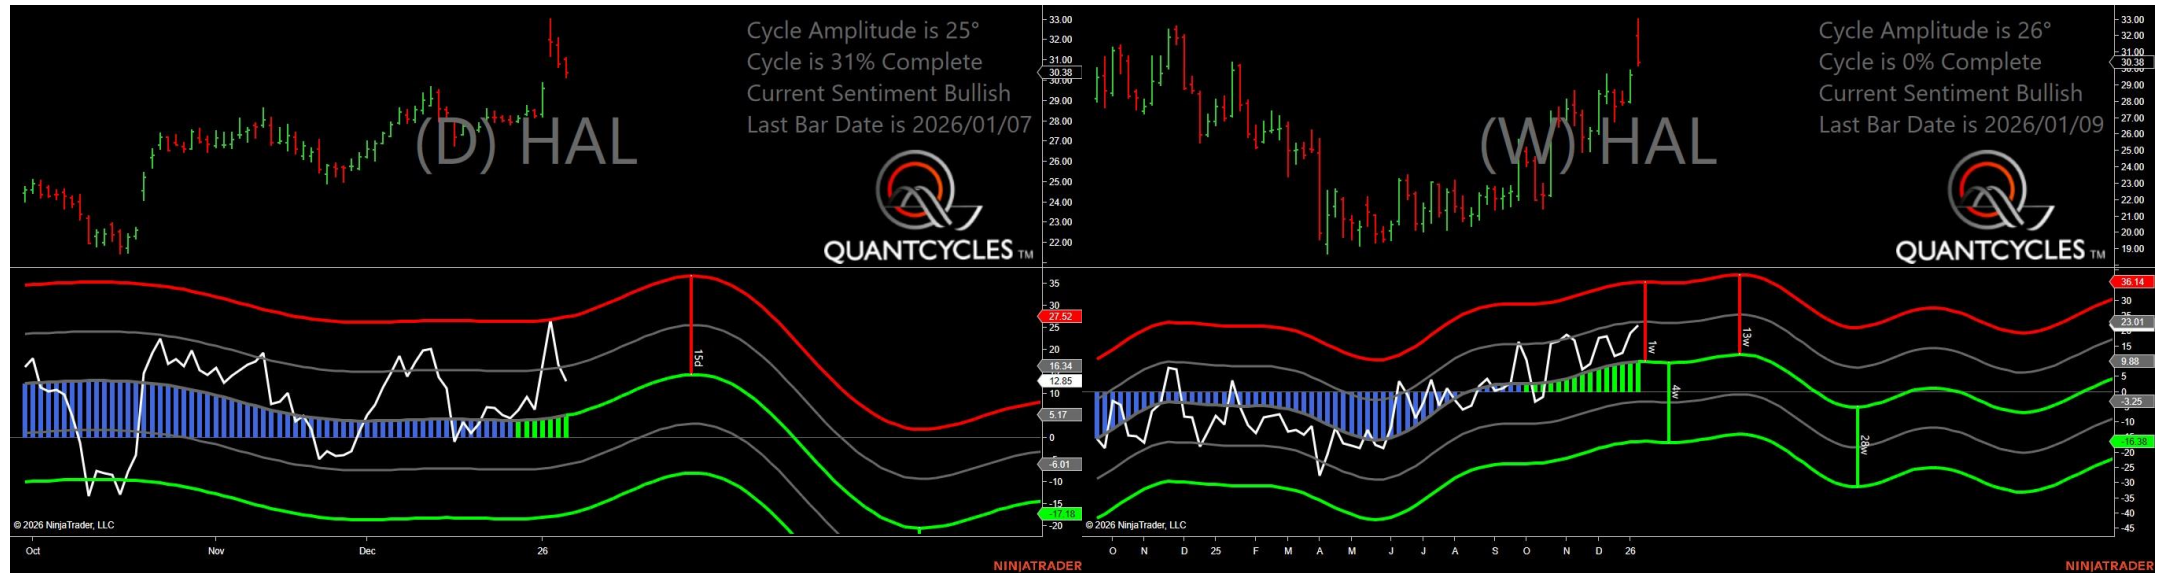 Cycle Amplitude is 25°
Cycle is 31% Complete
Current Sentiment Bullish
Last Bar Date is 2026/01/07
(D) HAL
QUANTCYCLES TM
33.00
32.00
31.00
30.38
29.00
28.00
27.00
26.00
25.00
24.00
23.00
22.00
15d
35
30
27.52
25
20
16.34
12.85
10
5.17
0
-6.01
-10
-15
-17.18
-20
© 2026 NinjaTrader, LLC
Oct Nov Dec 26
NINJATRADER
Cycle Amplitude is 26°
Cycle is 0% Complete
Current Sentiment Bullish
Last Bar Date is 2026/01/09
(W) HAL
QUANTCYCLES TM
33.00
32.00
31.00
30.38
29.00
28.00
27.00
26.00
25.00
24.00
23.00
22.00
21.00
20.00
19.00
1w
13w
4w
28w
36.14
30
23.01
15
9.88
5
0
-3.25
-10
-16.38
-20
-25
-30
-35
-40
-45
© 2026 NinjaTrader, LLC
O N D 25 F M A M J J A S O N D 26
NINJATRADER